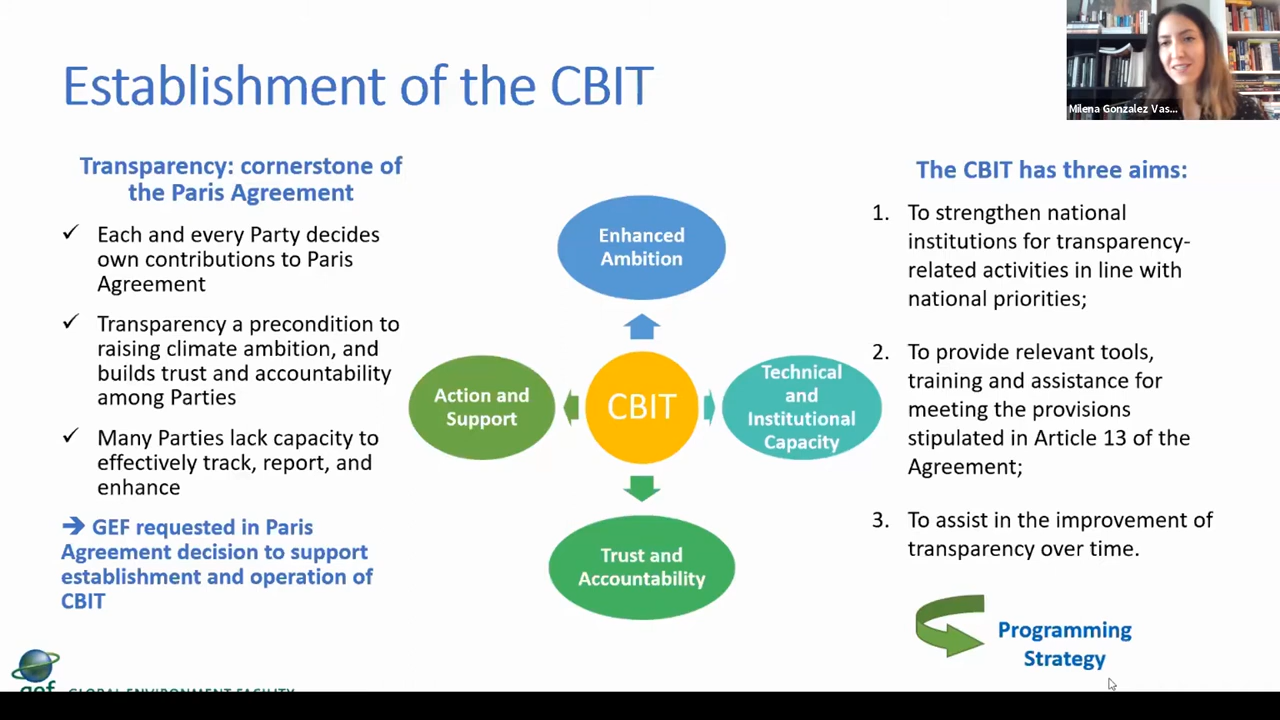 Establishment of the CBIT
Milena Gonzalez Vas...
Transparency: cornerstone of
the Paris Agreement
✓ Each and every Party decides
own contributions to Paris
Agreement
✓ Transparency a precondition to
raising climate ambition, and
builds trust and accountability
among Parties
✓ Many Parties lack capacity to
effectively track, report, and
enhance
➔ GEF requested in Paris
Agreement decision to support
establishment and operation of
CBIT
Enhanced
Ambition
Action and
Support
CBIT
Technical
and
Institutional
Capacity
Trust and
Accountability
The CBIT has three aims:
1. To strengthen national
institutions for transparency-
related activities in line with
national priorities;
2. To provide relevant tools,
training and assistance for
meeting the provisions
stipulated in Article 13 of the
Agreement;
3. To assist in the improvement of
transparency over time.
Programming
Strategy
gef GLOBAL ENVIRONMENT FACILITY